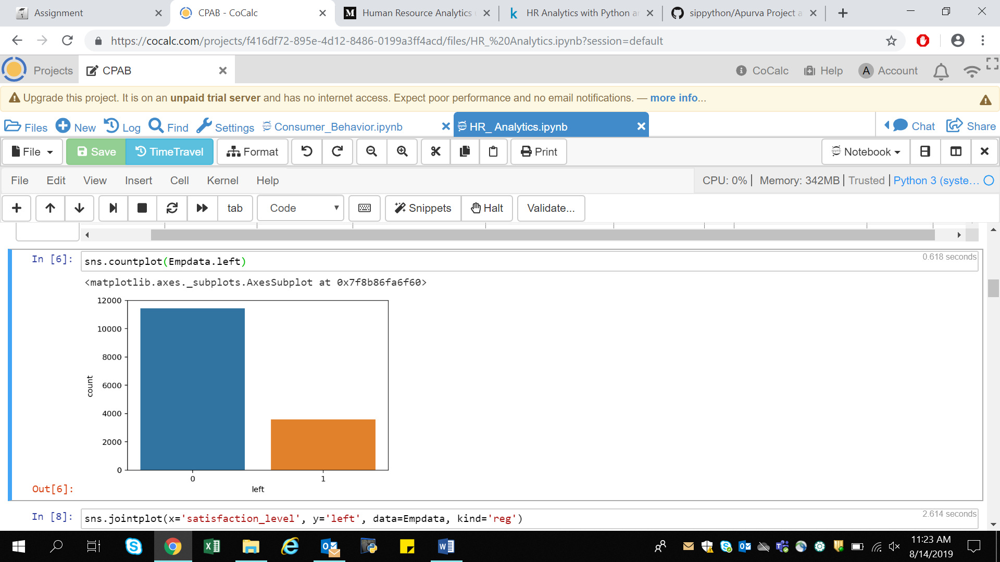 Assignment
CPAB - CoCalc
Human Resource Analytics
HR Analytics with Python a
sippython/Apurva Project a
https://cocalc.com/projects/f416df72-895e-4d12-8486-0199a3ff4acd/files/HR_%20Analytics.ipynb?session=default
Projects
CPAB
CoCalc
Help
A Account
Upgrade this project. It is on an unpaid trial server and has no internet access. Expect poor performance and no email notifications. — more info...
Files
New
Log
Find
Settings
Consumer_Behavior.ipynb
HR_ Analytics.ipynb
Chat
Share
File
Save
TimeTravel
Format
Print
Notebook
File Edit View Insert Cell Kernel Help
CPU: 0% | Memory: 342MB | Trusted | Python 3 (syste...
tab
Code
Snippets
Halt
Validate...
In [6]: sns.countplot(Empdata.left)
0.618 seconds
<matplotlib.axes._subplots.AxesSubplot at 0x7f8b86fa6f60>
12000
10000
8000
6000
4000
2000
0
count
0 1
left
Out[6]:
In [8]: sns.jointplot(x='satisfaction_level', y='left', data=Empdata, kind='reg')
2.614 seconds
11:23 AM
8/14/2019